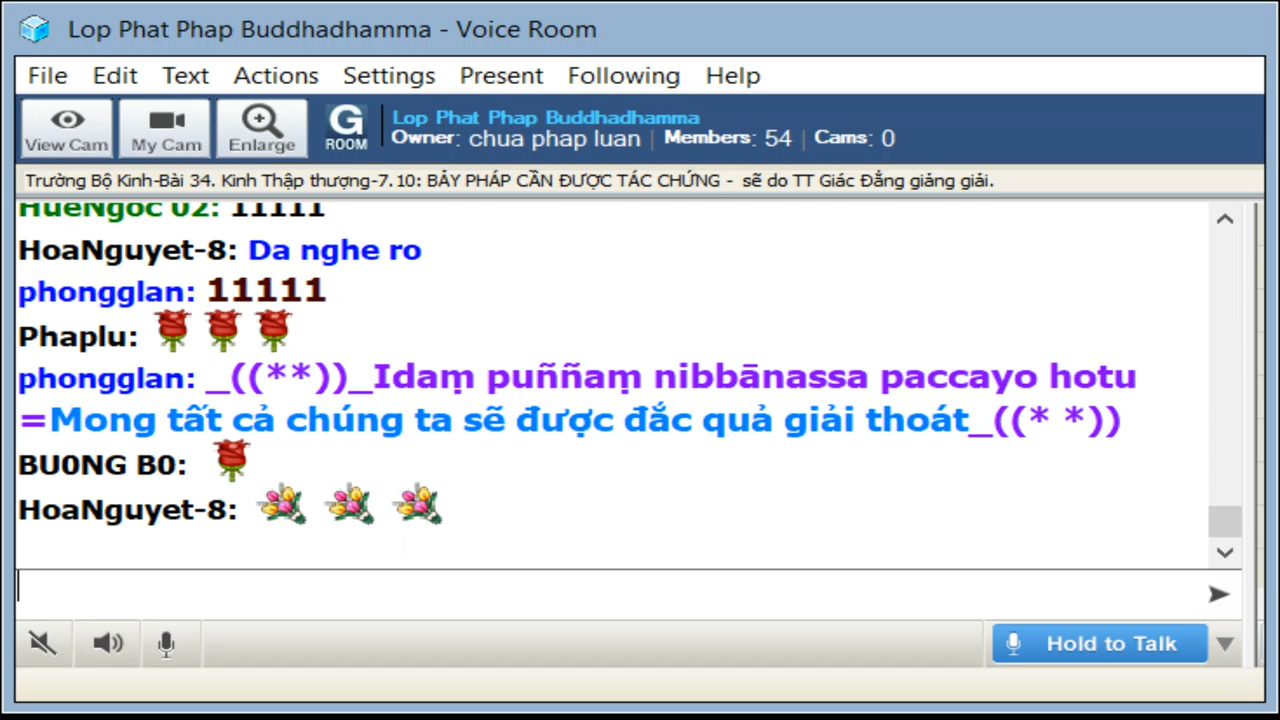 Lop Phat Phap Buddhadhamma - Voice Room
File Edit Text Actions Settings Present Following Help
View Cam My Cam Enlarge G ROOM
Lop Phat Phap Buddhadhamma
Owner: chua phap luan | Members: 54 | Cams: 0
Trường Bộ Kinh-Bài 34. Kinh Thập thượng-7.10: BẢY PHÁP CẦN ĐƯỢC TÁC CHỨNG - sẽ do TT Giác Đẳng giảng giải.
HueNgoc 02: 11111
HoaNguyet-8: Da nghe ro
phongglan: 11111
Phaplu:
phongglan: _((**))_Idaṃ puññaṃ nibbānassa paccayo hotu
=Mong tất cả chúng ta sẽ được đắc quả giải thoát_((* *))
BU0NG B0:
HoaNguyet-8:
Hold to Talk